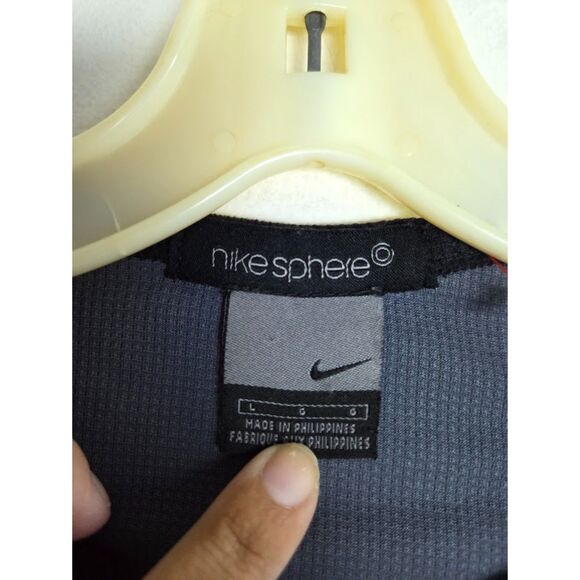 nikesphere
L G G
MADE IN PHILIPPINES
FABRIQUE AUX PHILIPPINES